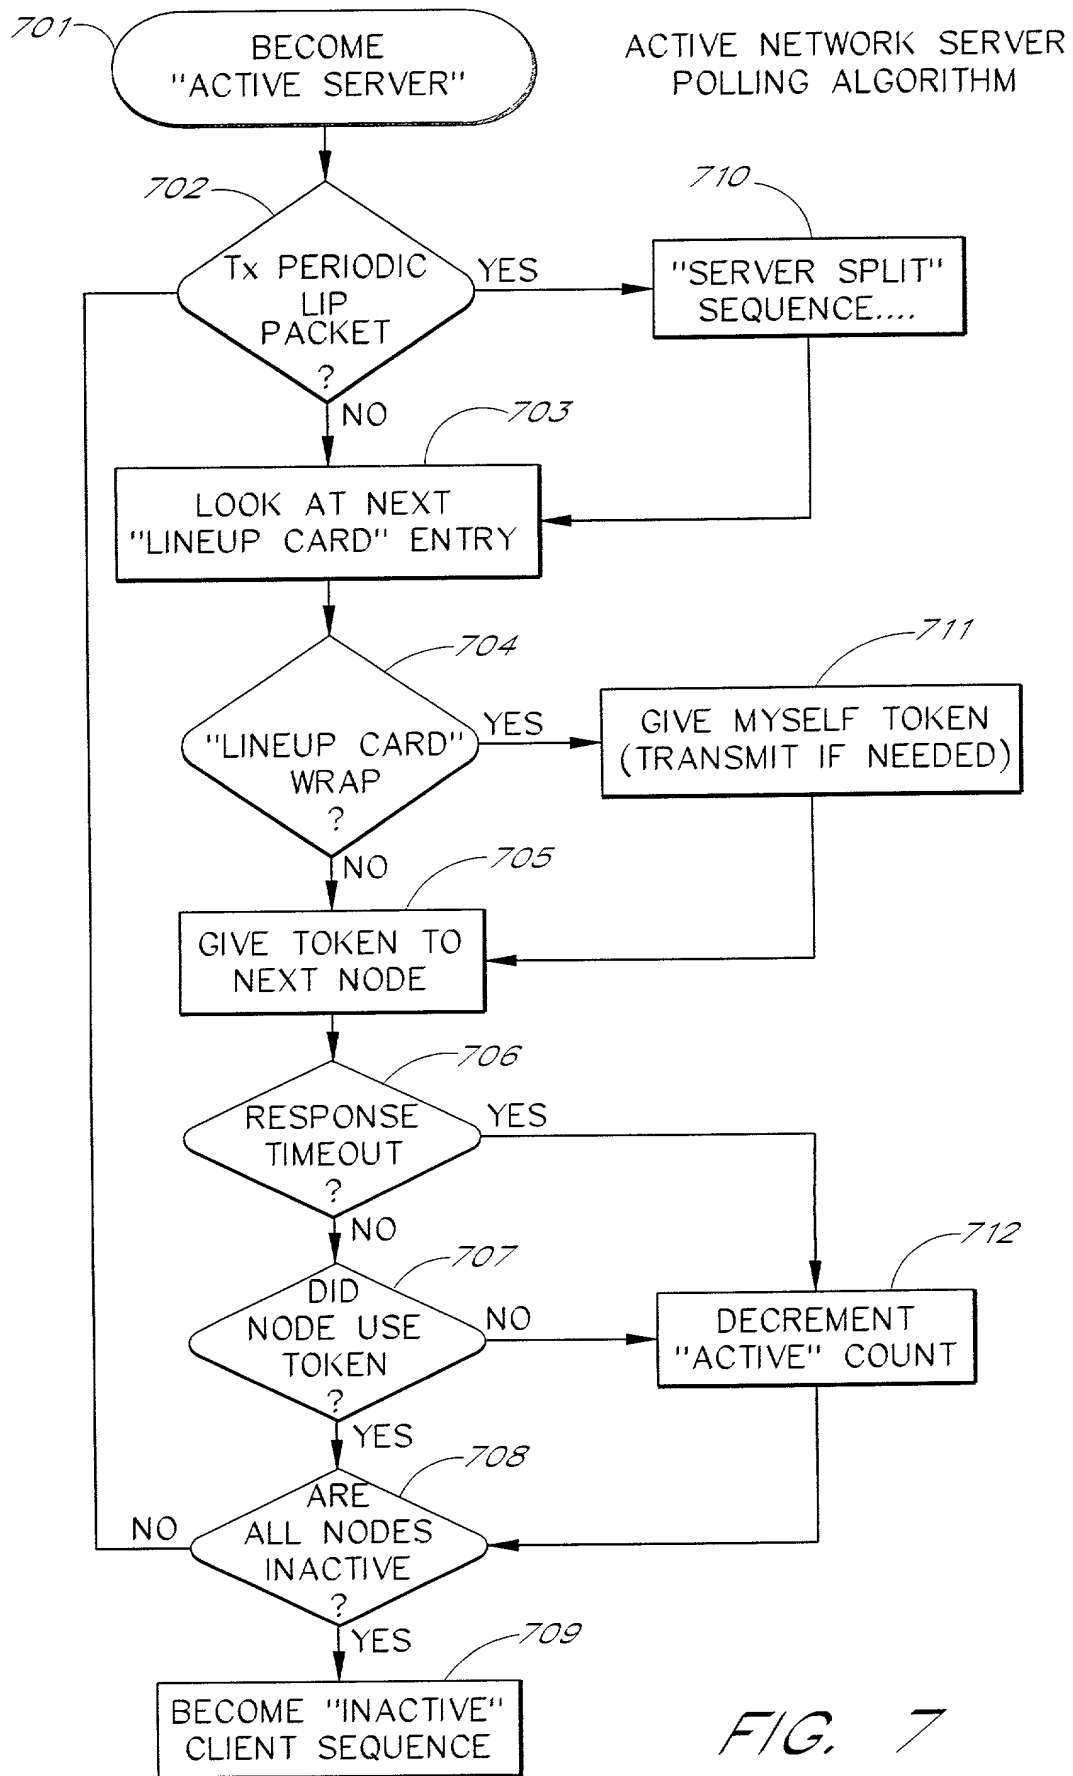 701
BECOME
"ACTIVE SERVER"
ACTIVE NETWORK SERVER
POLLING ALGORITHM
702
Tx PERIODIC
LIP
PACKET
?
YES
NO
710
"SERVER SPLIT"
SEQUENCE....
703
LOOK AT NEXT
"LINEUP CARD" ENTRY
704
"LINEUP CARD"
WRAP
?
YES
NO
711
GIVE MYSELF TOKEN
(TRANSMIT IF NEEDED)
705
GIVE TOKEN TO
NEXT NODE
706
RESPONSE
TIMEOUT
?
YES
NO
707
DID
NODE USE
TOKEN
?
NO
YES
712
DECREMENT
"ACTIVE" COUNT
708
ARE
ALL NODES
INACTIVE
?
NO
YES
709
BECOME "INACTIVE"
CLIENT SEQUENCE
FIG. 7